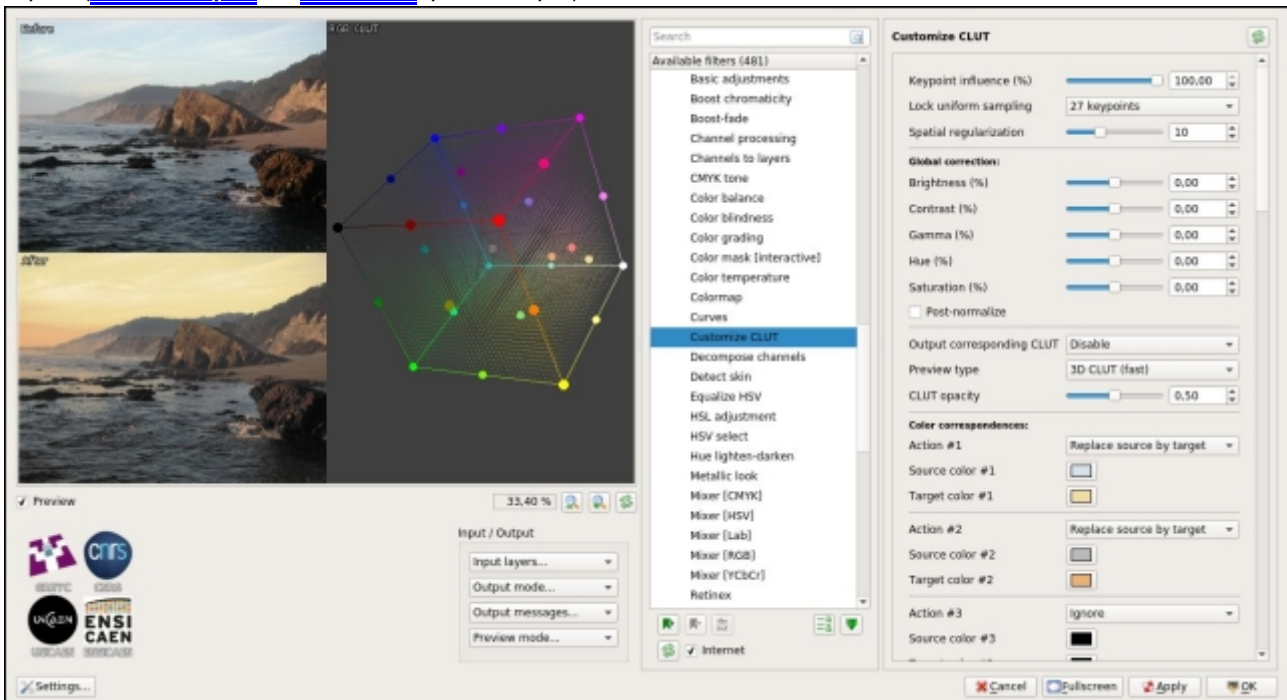 Before
RGB CLUT
After
Preview
33,40 %
GREYC
CNRS
cnrs
UNICAEN
ENSI
CAEN
UNICAEN
ENSICAEN
Input / Output
Input layers...
Output mode...
Output messages...
Preview mode...
Settings...
Search
Available filters (481)
Basic adjustments
Boost chromaticity
Boost-fade
Channel processing
Channels to layers
CMYK tone
Color balance
Color blindness
Color grading
Color mask [interactive]
Color temperature
Colormap
Curves
Customize CLUT
Decompose channels
Detect skin
Equalize HSV
HSL adjustment
HSV select
Hue lighten-darken
Metallic look
Mixer [CMYK]
Mixer [HSV]
Mixer [Lab]
Mixer [RGB]
Mixer [YCbCr]
Retinex
Internet
Customize CLUT
Keypoint influence (%) 100,00
Lock uniform sampling 27 keypoints
Spatial regularization 10
Global correction:
Brightness (%) 0,00
Contrast (%) 0,00
Gamma (%) 0,00
Hue (%) 0,00
Saturation (%) 0,00
Post-normalize
Output corresponding CLUT Disable
Preview type 3D CLUT (fast)
CLUT opacity 0,50
Color correspondences:
Action #1 Replace source by target
Source color #1
Target color #1
Action #2 Replace source by target
Source color #2
Target color #2
Action #3 Ignore
Source color #3
Cancel
Fullscreen
Apply
OK